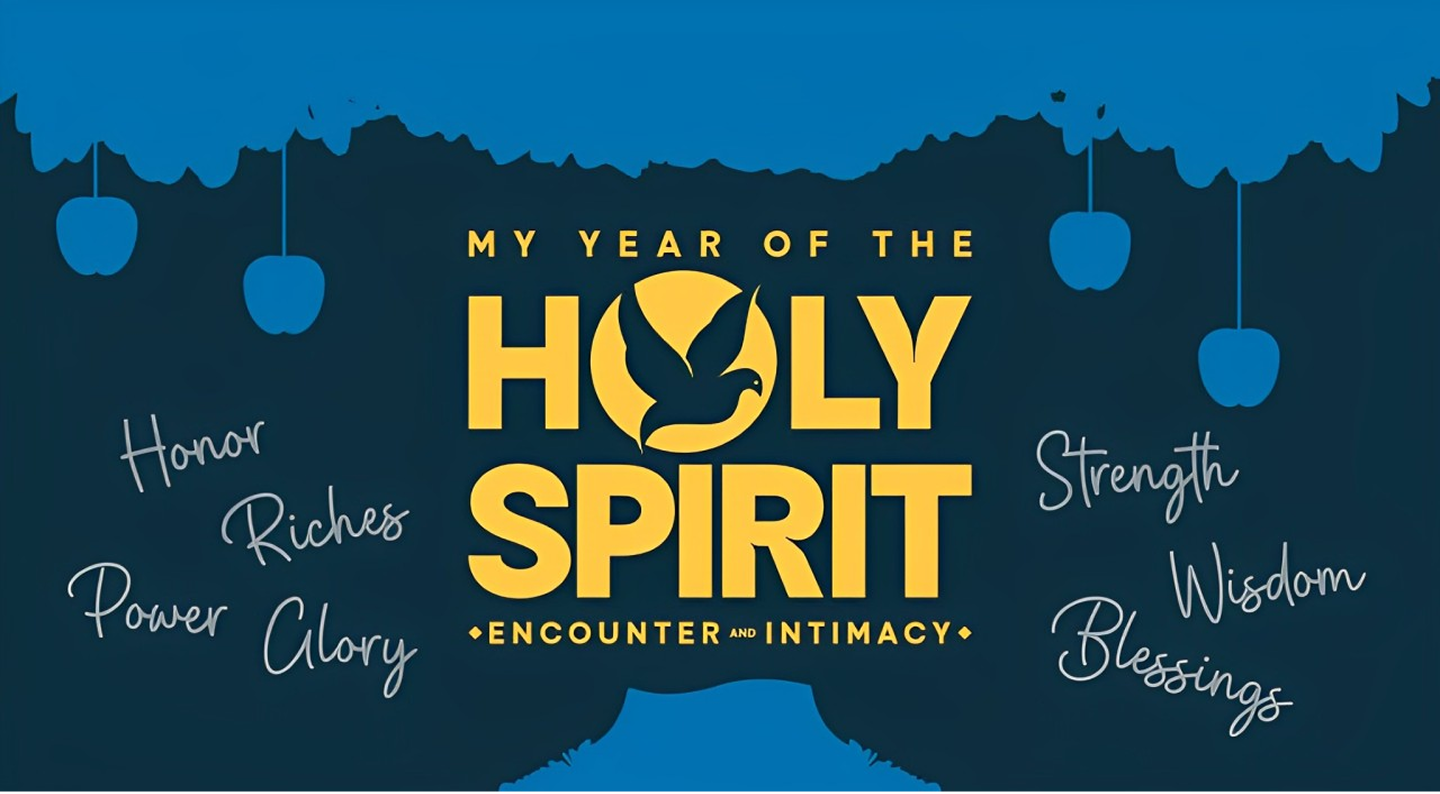 MY YEAR OF THE
HOLY
SPIRIT
ENCOUNTER AND INTIMACY
Honor
Riches
Power
Glory
Strength
Wisdom
Blessings